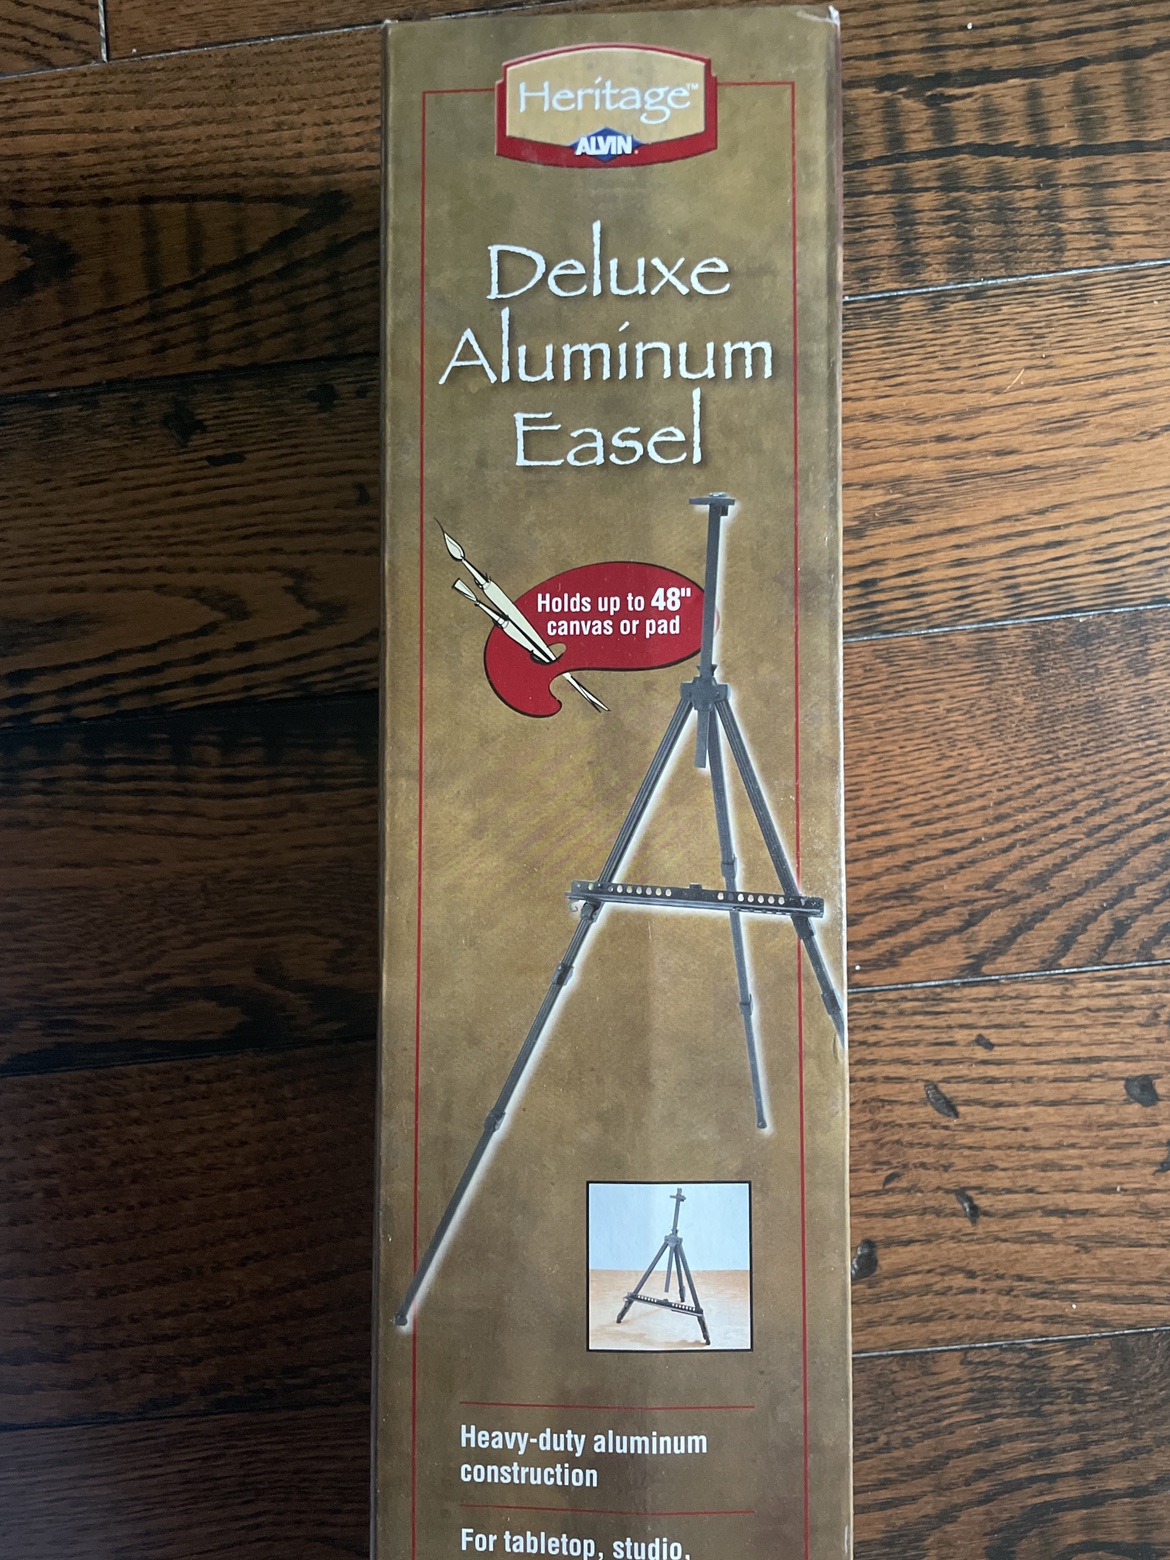 Heritage™
ALVIN®
Deluxe
Aluminum
Easel
Holds up to 48"
canvas or pad
Heavy-duty aluminum
construction
For tabletop, studio,